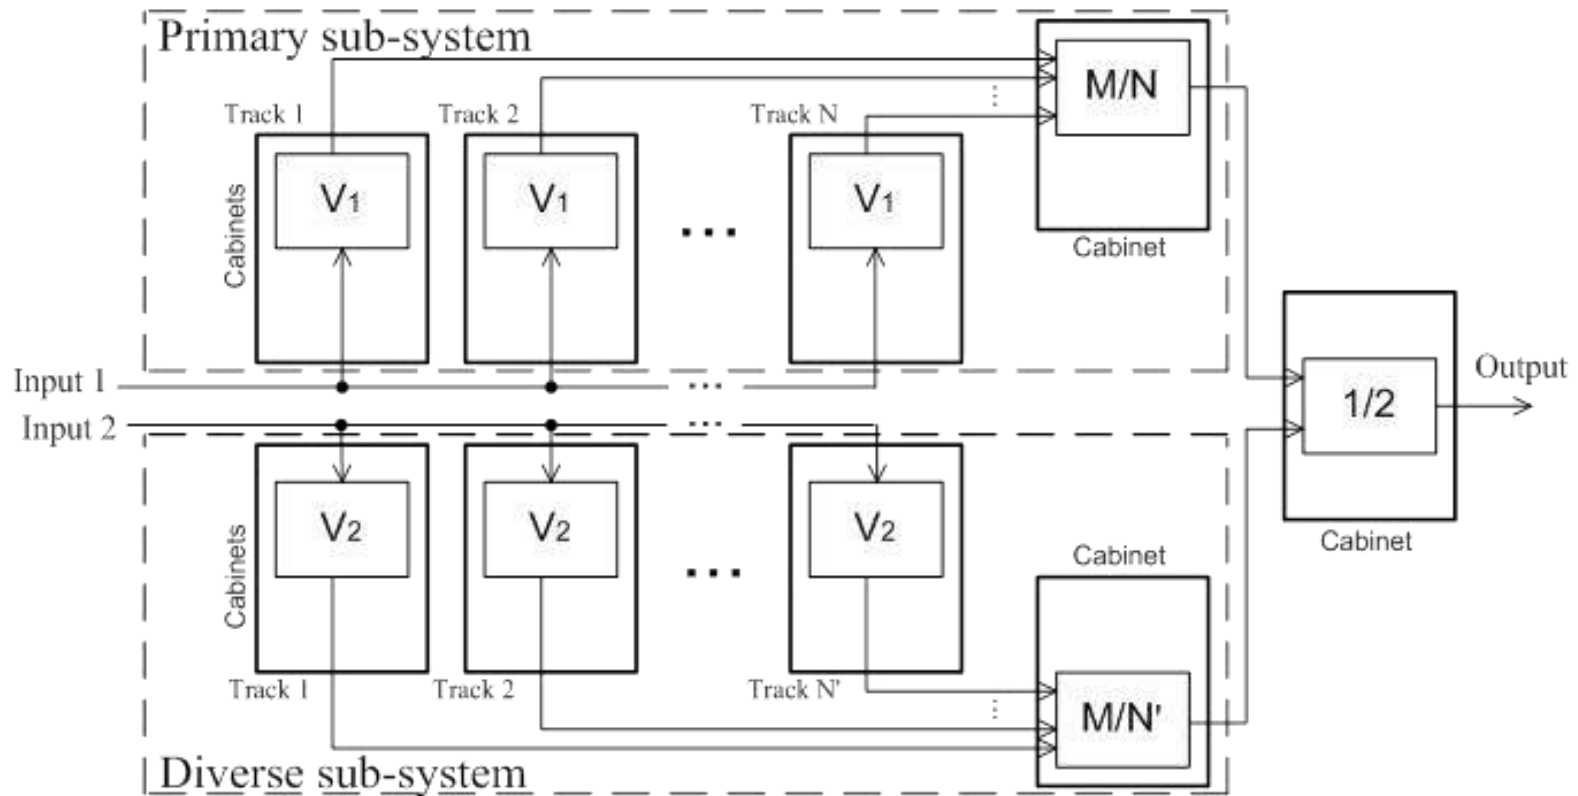 Primary sub-system
M/N
Track 1 Track 2 Track N
Cabinets
V1 V1 ... V1
Cabinet
Input 1 ...
Output
1/2
Input 2 ...
Cabinets
V2 V2 ... V2
Cabinet
Cabinet
Track 1 Track 2 Track N'
M/N'
Diverse sub-system